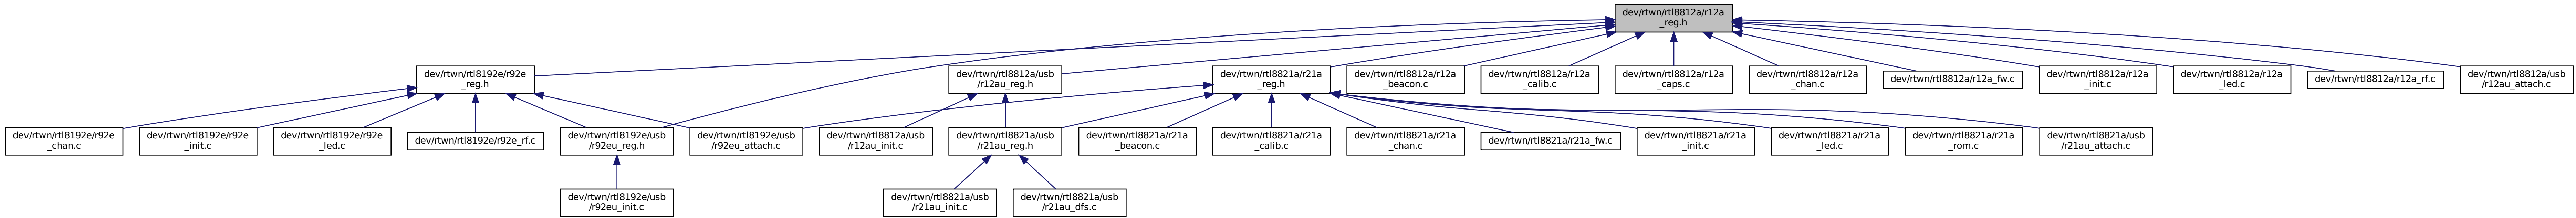 dev/rtwn/rtl8812a/r12a
_reg.h
dev/rtwn/rtl8192e/r92e
_reg.h
dev/rtwn/rtl8812a/usb
/r12au_reg.h
dev/rtwn/rtl8821a/r21a
_reg.h
dev/rtwn/rtl8812a/r12a
_beacon.c
dev/rtwn/rtl8812a/r12a
_calib.c
dev/rtwn/rtl8812a/r12a
_caps.c
dev/rtwn/rtl8812a/r12a
_chan.c
dev/rtwn/rtl8812a/r12a_fw.c
dev/rtwn/rtl8812a/r12a
_init.c
dev/rtwn/rtl8812a/r12a
_led.c
dev/rtwn/rtl8812a/r12a_rf.c
dev/rtwn/rtl8812a/usb
/r12au_attach.c
dev/rtwn/rtl8192e/r92e
_chan.c
dev/rtwn/rtl8192e/r92e
_init.c
dev/rtwn/rtl8192e/r92e
_led.c
dev/rtwn/rtl8192e/r92e_rf.c
dev/rtwn/rtl8192e/usb
/r92eu_reg.h
dev/rtwn/rtl8192e/usb
/r92eu_attach.c
dev/rtwn/rtl8812a/usb
/r12au_init.c
dev/rtwn/rtl8821a/usb
/r21au_reg.h
dev/rtwn/rtl8821a/r21a
_beacon.c
dev/rtwn/rtl8821a/r21a
_calib.c
dev/rtwn/rtl8821a/r21a
_chan.c
dev/rtwn/rtl8821a/r21a_fw.c
dev/rtwn/rtl8821a/r21a
_init.c
dev/rtwn/rtl8821a/r21a
_led.c
dev/rtwn/rtl8821a/r21a
_rom.c
dev/rtwn/rtl8821a/usb
/r21au_attach.c
dev/rtwn/rtl8192e/usb
/r92eu_init.c
dev/rtwn/rtl8821a/usb
/r21au_init.c
dev/rtwn/rtl8821a/usb
/r21au_dfs.c